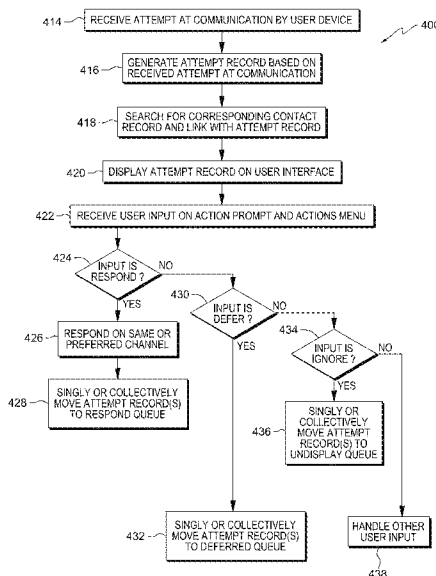 400
414
RECEIVE ATTEMPT AT COMMUNICATION BY USER DEVICE
416
GENERATE ATTEMPT RECORD BASED ON
RECEIVED ATTEMPT AT COMMUNICATION
418
SEARCH FOR CORRESPONDING CONTACT
RECORD AND LINK WITH ATTEMPT RECORD
420
DISPLAY ATTEMPT RECORD ON USER INTERFACE
422
RECEIVE USER INPUT ON ACTION PROMPT AND ACTIONS MENU
424
INPUT IS
RESPOND ?
NO
YES
430
INPUT IS
DEFER ?
NO
YES
434
INPUT IS
IGNORE ?
NO
YES
426
RESPOND ON SAME OR
PREFERRED CHANNEL
428
SINGLY OR COLLECTIVELY
MOVE ATTEMPT RECORD(S)
TO RESPOND QUEUE
436
SINGLY OR
COLLECTIVELY
MOVE ATTEMPT
RECORD(S) TO
UNDISPLAY QUEUE
432
SINGLY OR COLLECTIVELY
MOVE ATTEMPT RECORD(S)
TO DEFERRED QUEUE
HANDLE OTHER
USER INPUT
438